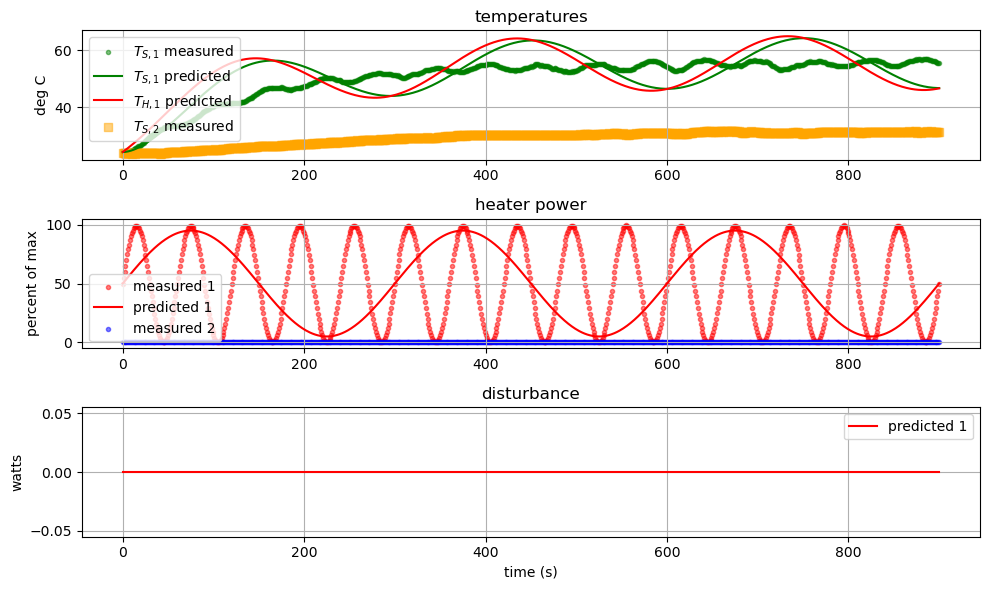 temperatures
deg C
60
40
T_{S,1} measured
T_{S,1} predicted
T_{H,1} predicted
T_{S,2} measured
0 200 400 600 800
heater power
percent of max
100
50
0
measured 1
predicted 1
measured 2
0 200 400 600 800
disturbance
watts
0.05
0.00
−0.05
predicted 1
0 200 400 600 800
time (s)